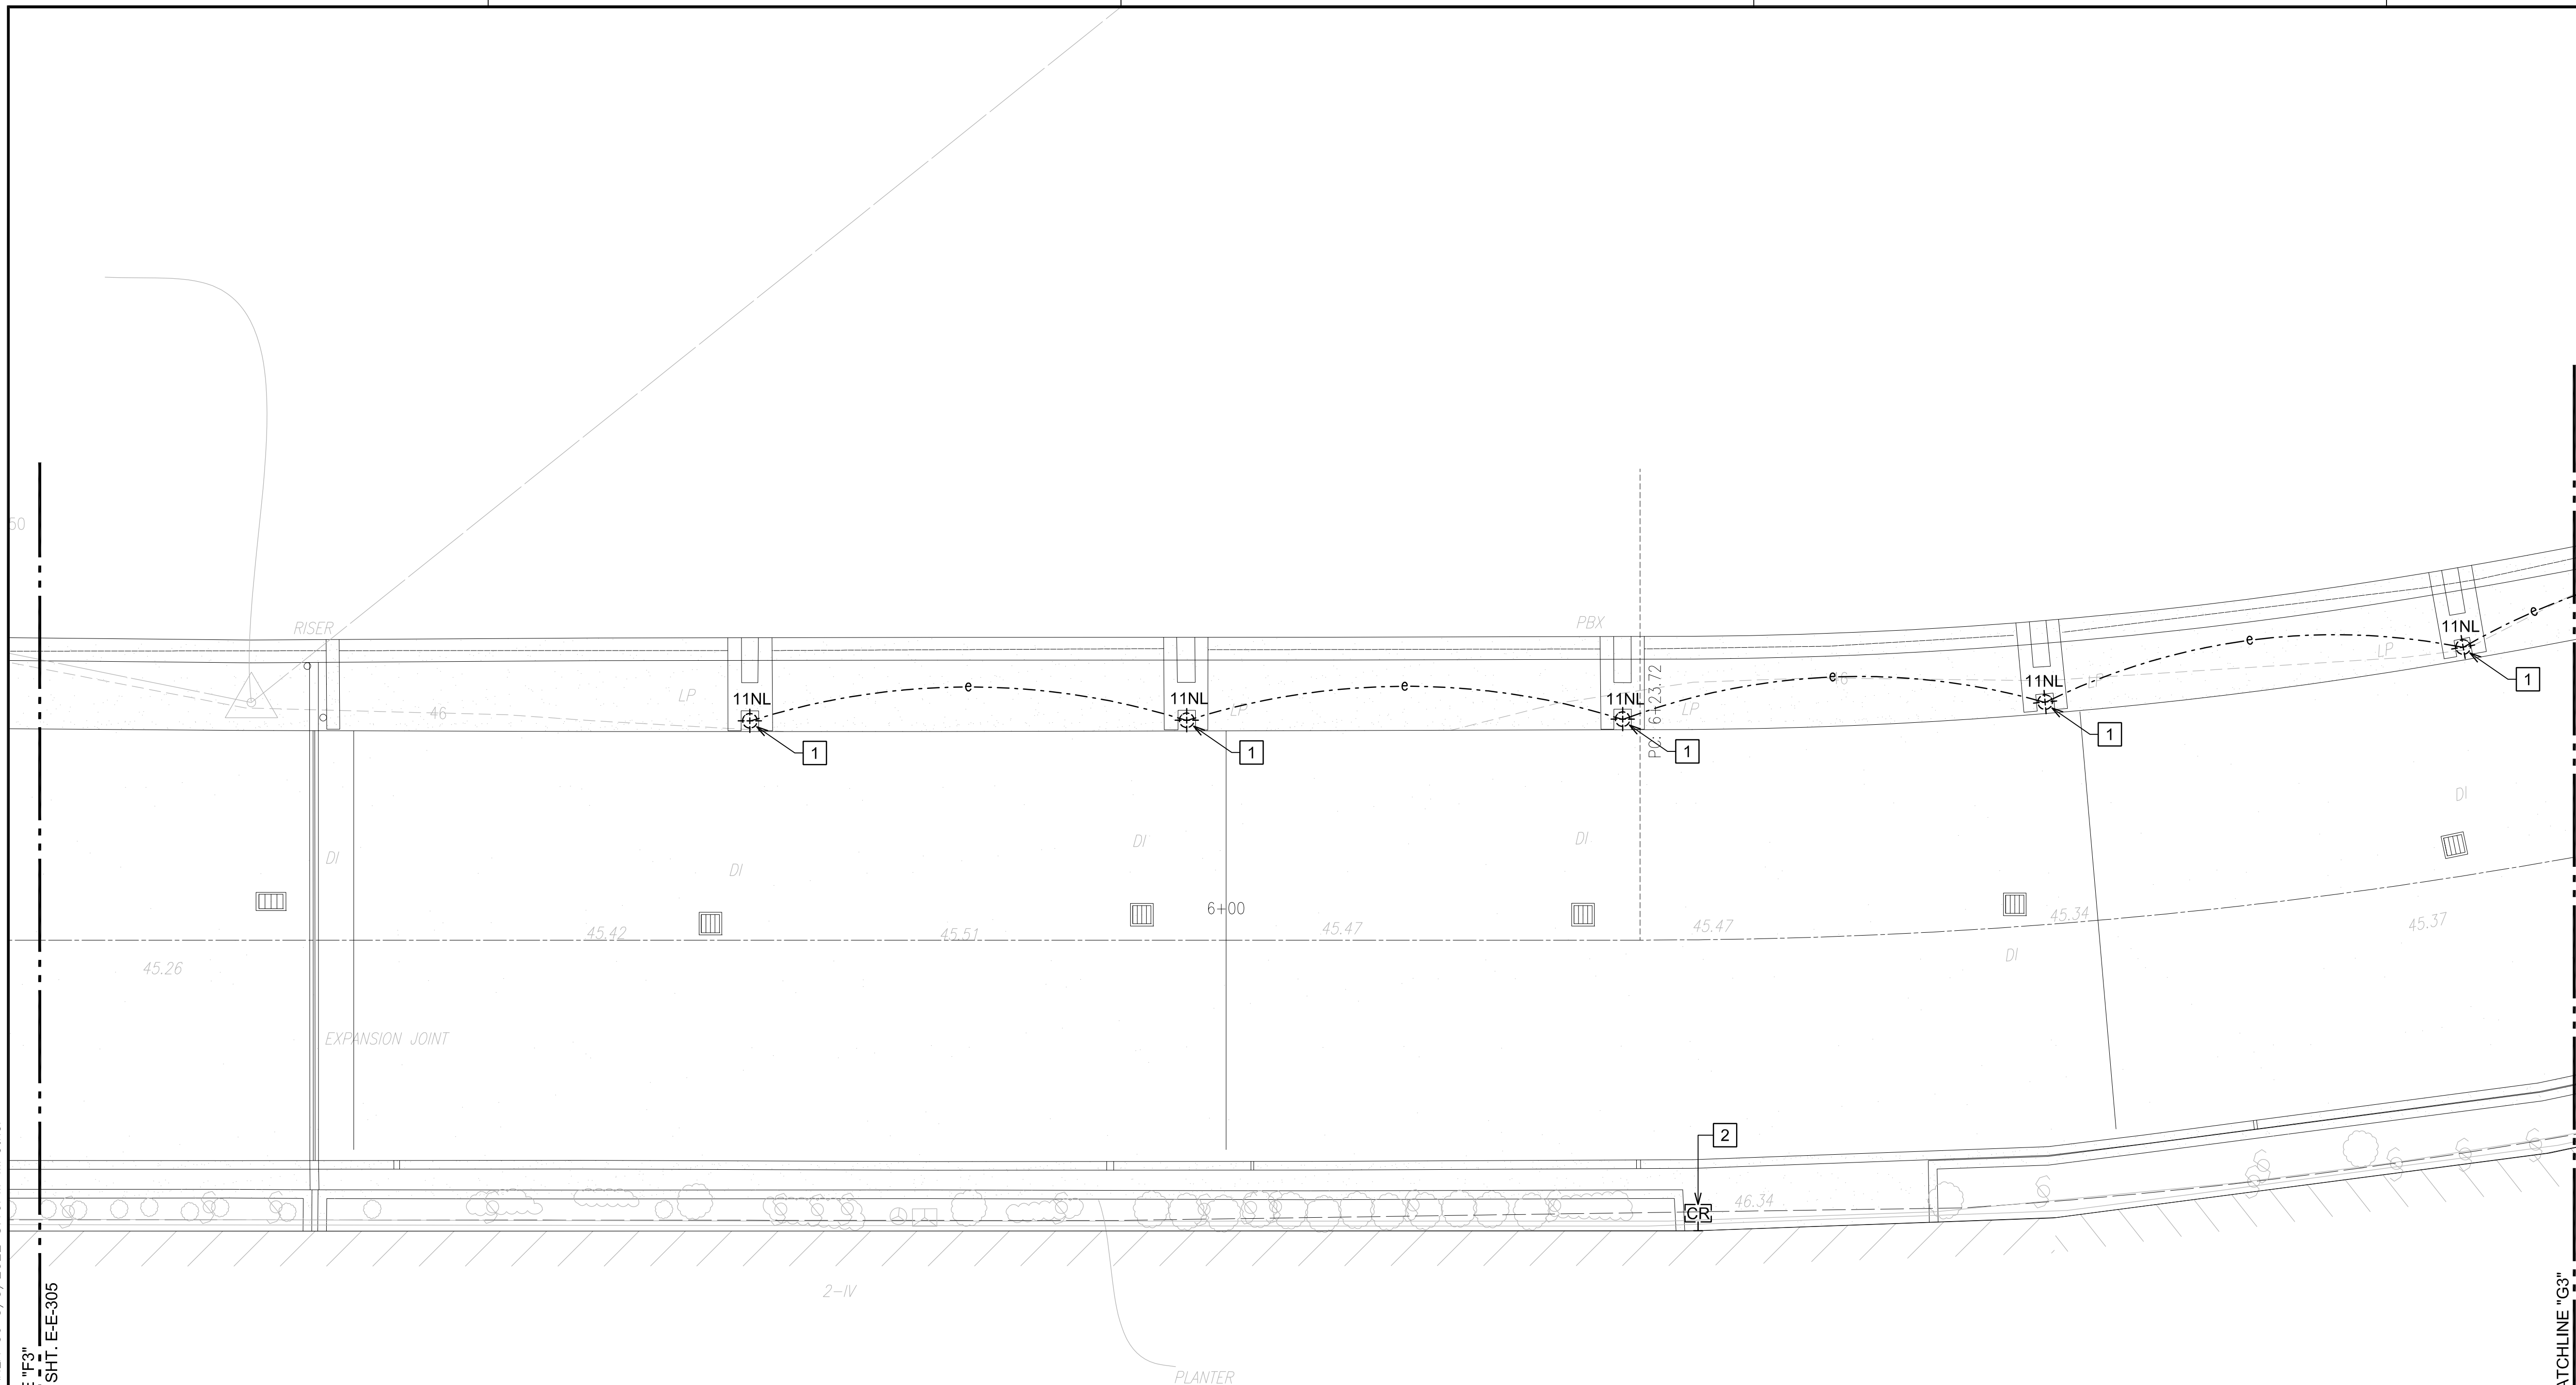 50
RISER
PBX
46
LP
LP
LP
LP
LP
11NL
11NL
11NL
11NL
11NL
e
e
e
e
e
1
1
1
1
1
PC: 6+23.72
DI
DI
DI
DI
DI
DI
6+00
45.26
45.42
45.51
45.47
45.47
45.34
45.37
EXPANSION JOINT
2
CR
46.34
2-IV
PLANTER
"F3"
SHT. E-E-305
ATCHLINE "G3"